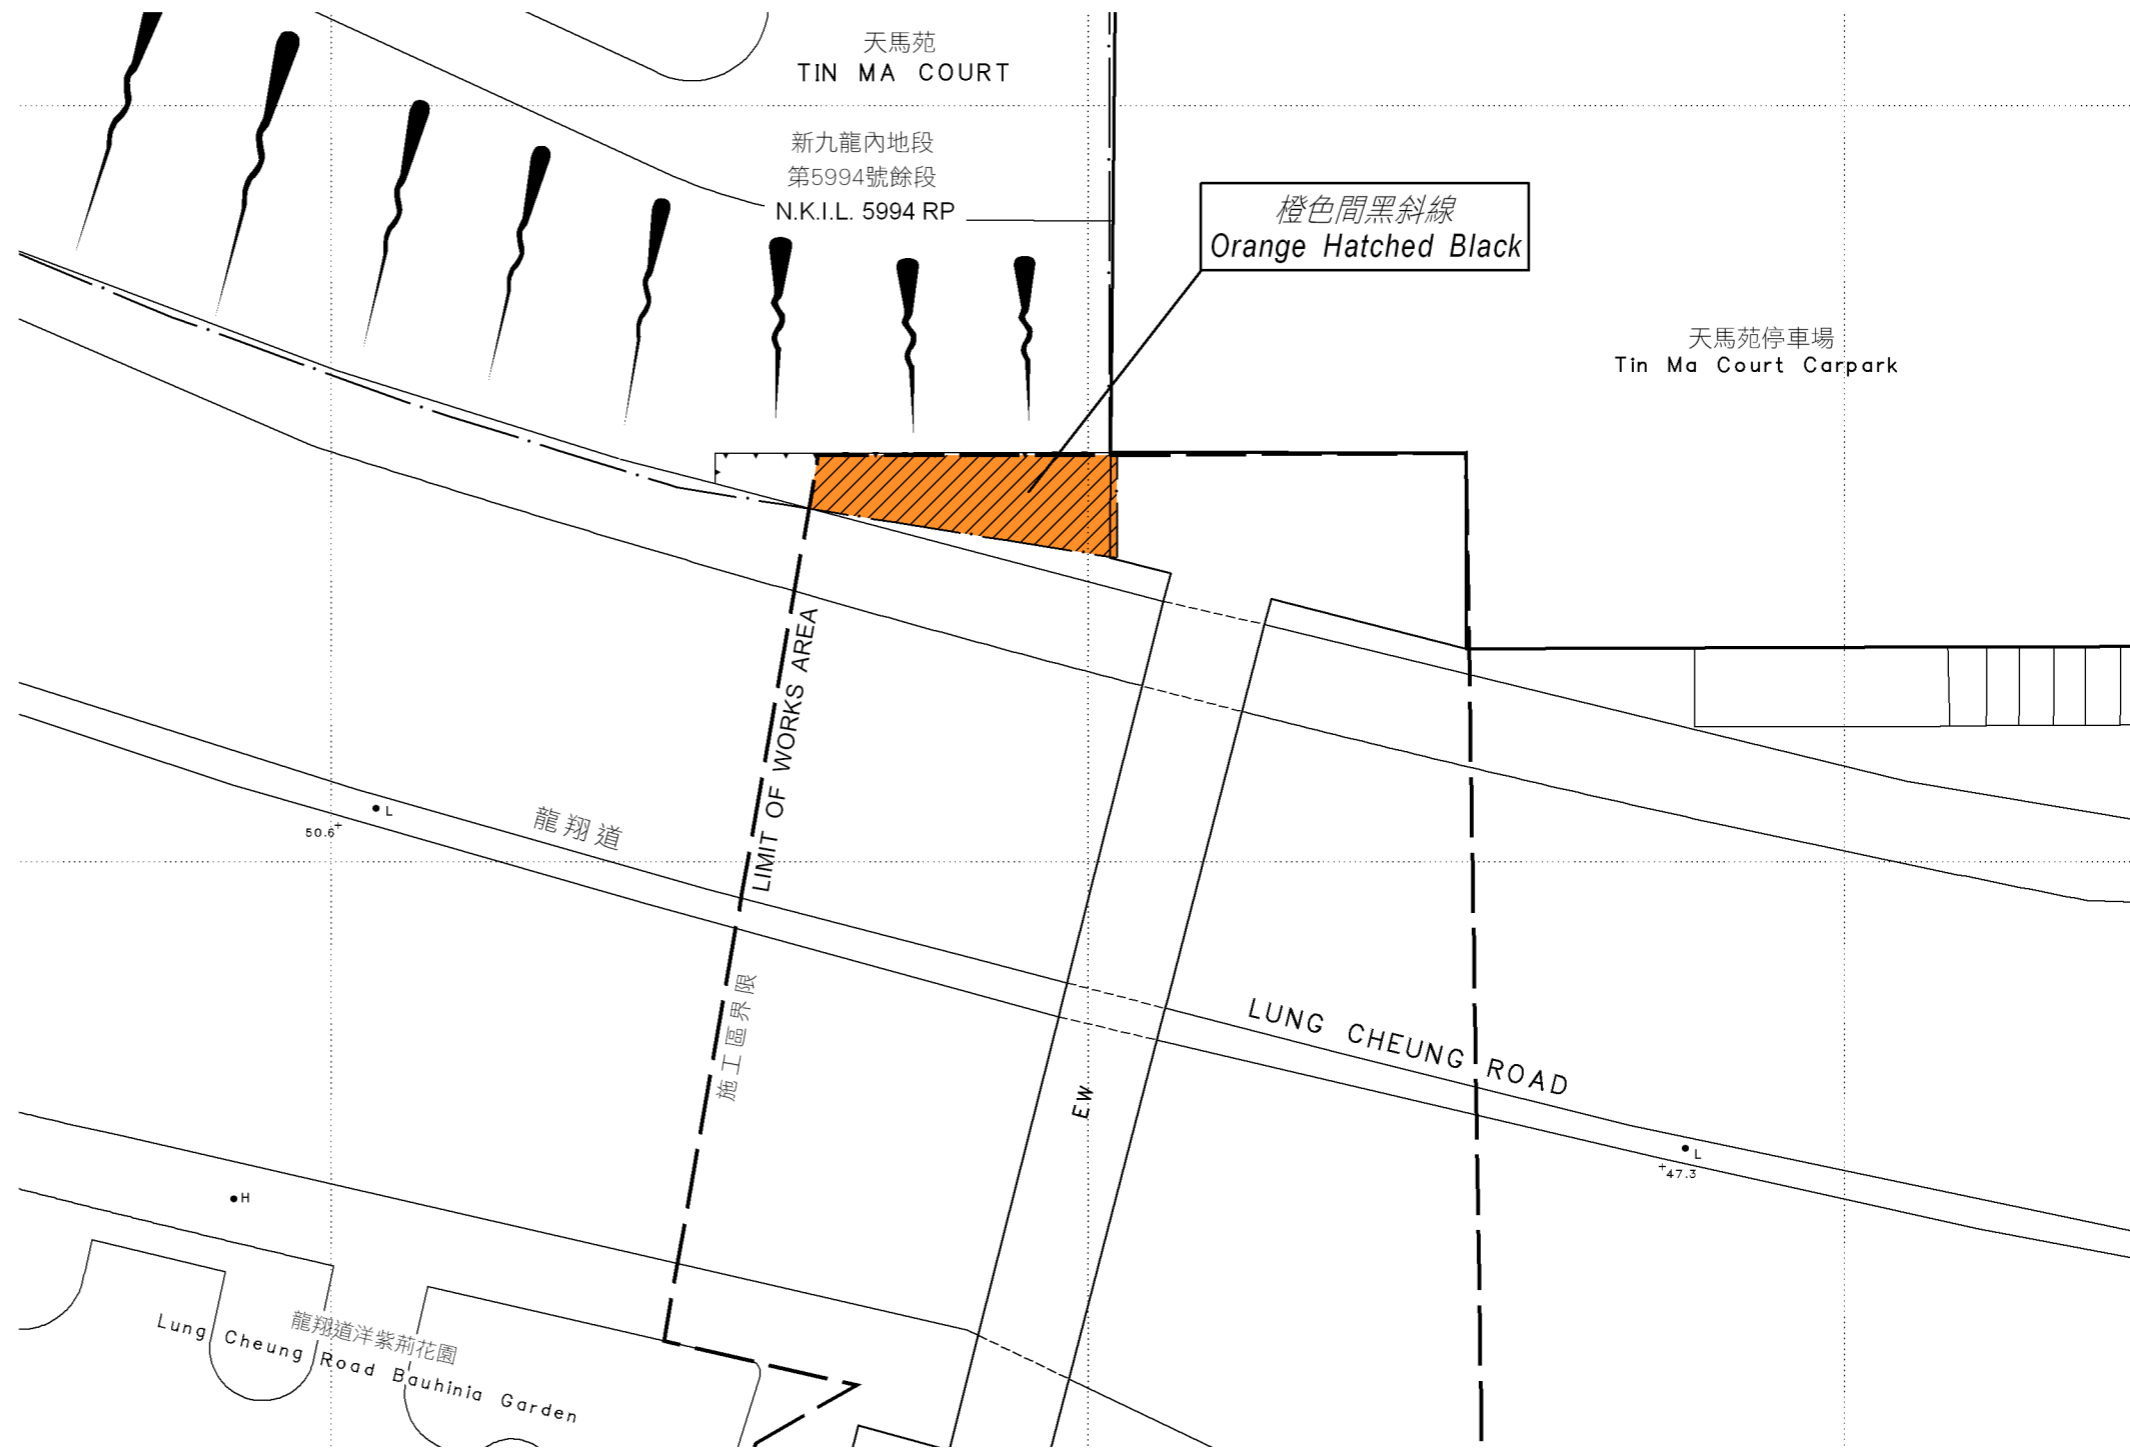 天馬苑
TIN MA COURT
新九龍內地段
第5994號餘段
N.K.I.L. 5994 RP
橙色間黑斜線
Orange Hatched Black
天馬苑停車場
Tin Ma Court Carpark
LIMIT OF WORKS AREA
施工區界限
龍翔道
L
50.6
LUNG CHEUNG ROAD
E.W
L
47.3
H
龍翔道洋紫荊花園
Lung Cheung Road Bauhinia Garden